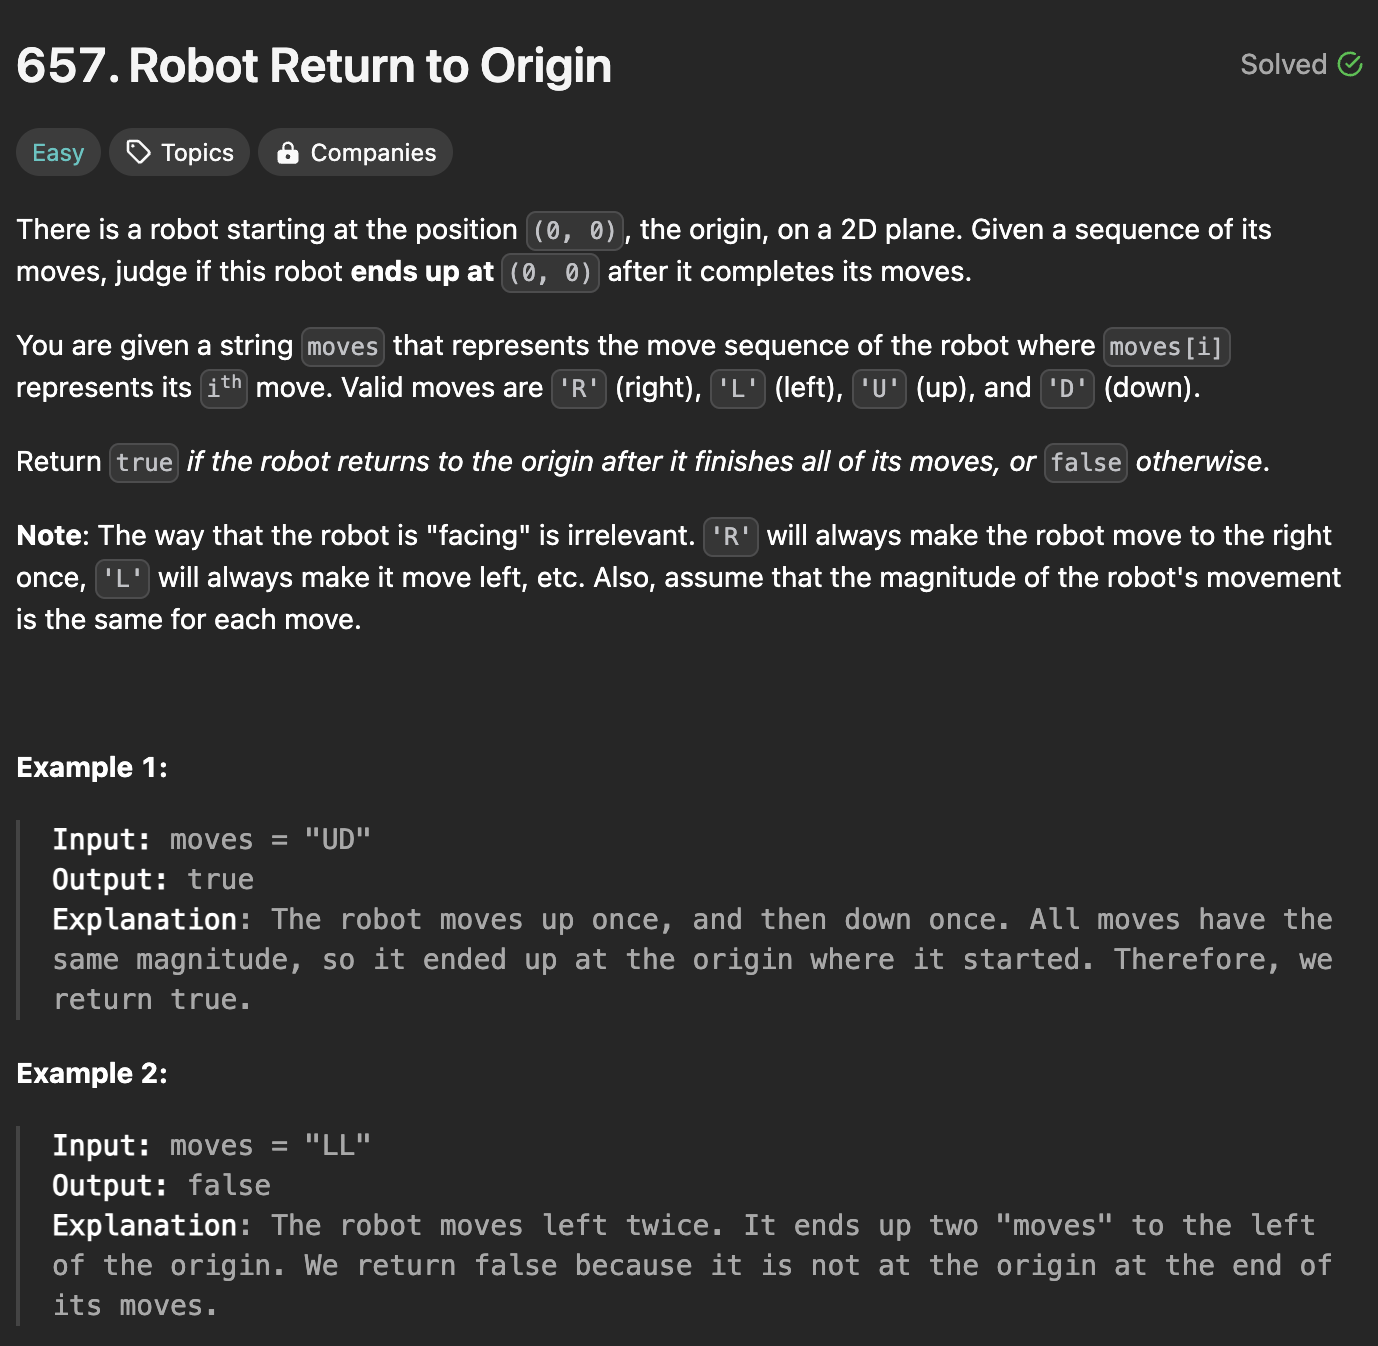 657. Robot Return to Origin
Solved
Easy
Topics
Companies
There is a robot starting at the position (0, 0), the origin, on a 2D plane. Given a sequence of its
moves, judge if this robot ends up at (0, 0) after it completes its moves.
You are given a string moves that represents the move sequence of the robot where moves[i]
represents its ith move. Valid moves are 'R' (right), 'L' (left), 'U' (up), and 'D' (down).
Return true if the robot returns to the origin after it finishes all of its moves, or false otherwise.
Note: The way that the robot is "facing" is irrelevant. 'R' will always make the robot move to the right
once, 'L' will always make it move left, etc. Also, assume that the magnitude of the robot's movement
is the same for each move.
Example 1:
Input: moves = "UD"
Output: true
Explanation: The robot moves up once, and then down once. All moves have the
same magnitude, so it ended up at the origin where it started. Therefore, we
return true.
Example 2:
Input: moves = "LL"
Output: false
Explanation: The robot moves left twice. It ends up two "moves" to the left
of the origin. We return false because it is not at the origin at the end of
its moves.